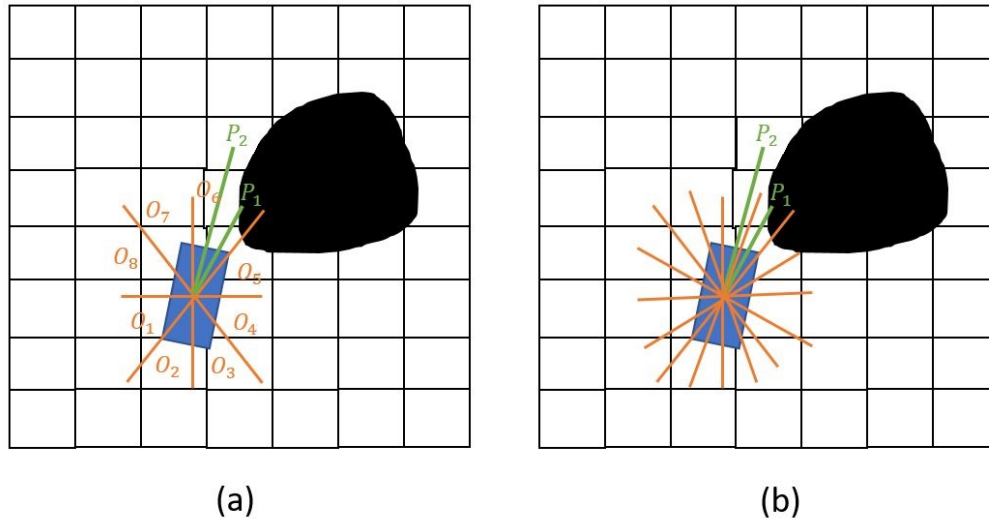 P₂
O₆
P₁
O₇
O₈
O₅
O₁
O₄
O₂
O₃
(a)
P₂
P₁
(b)